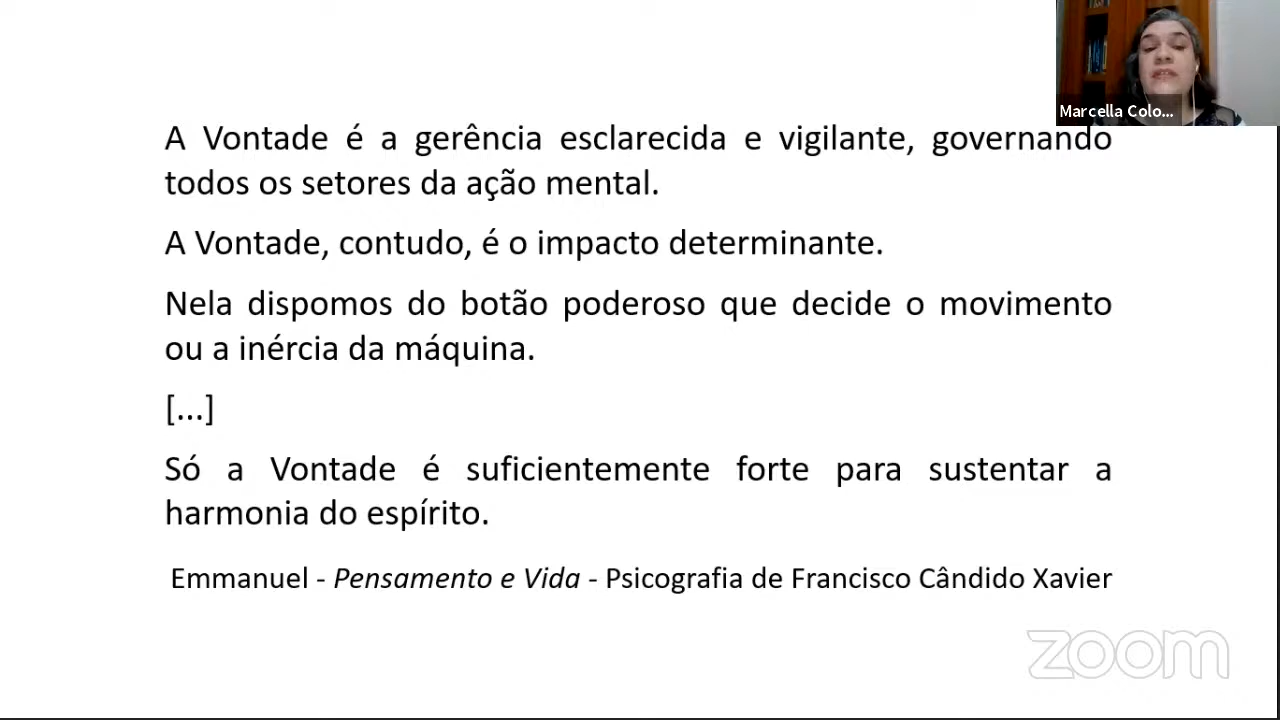 Marcella Colo...
A Vontade é a gerência esclarecida e vigilante, governando
todos os setores da ação mental.
A Vontade, contudo, é o impacto determinante.
Nela dispomos do botão poderoso que decide o movimento
ou a inércia da máquina.
[...]
Só a Vontade é suficientemente forte para sustentar a
harmonia do espírito.
Emmanuel - Pensamento e Vida - Psicografia de Francisco Cândido Xavier
zoom